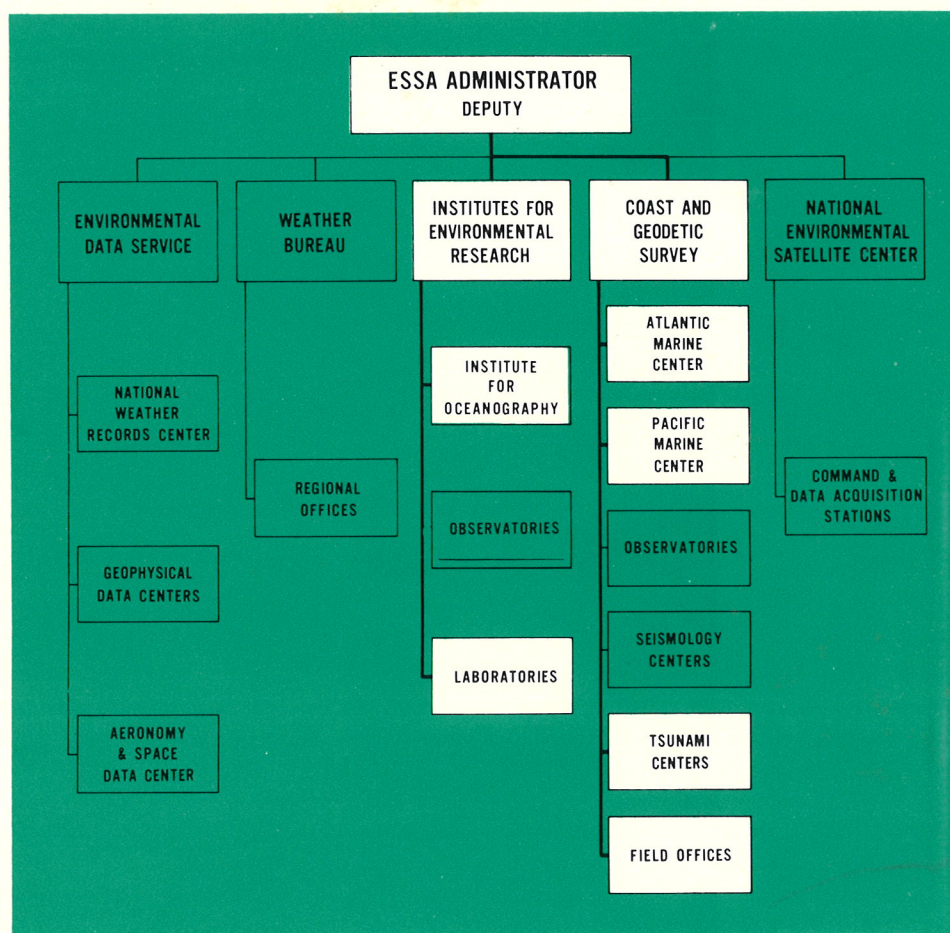 ESSA ADMINISTRATOR
DEPUTY
ENVIRONMENTAL
DATA SERVICE
WEATHER
BUREAU
INSTITUTES FOR
ENVIRONMENTAL
RESEARCH
COAST AND
GEODETIC
SURVEY
NATIONAL
ENVIRONMENTAL
SATELLITE CENTER
NATIONAL
WEATHER
RECORDS CENTER
GEOPHYSICAL
DATA CENTERS
AERONOMY
& SPACE
DATA CENTER
REGIONAL
OFFICES
INSTITUTE
FOR
OCEANOGRAPHY
OBSERVATORIES
LABORATORIES
ATLANTIC
MARINE
CENTER
PACIFIC
MARINE
CENTER
OBSERVATORIES
SEISMOLOGY
CENTERS
TSUNAMI
CENTERS
FIELD OFFICES
COMMAND &
DATA ACQUISITION
STATIONS